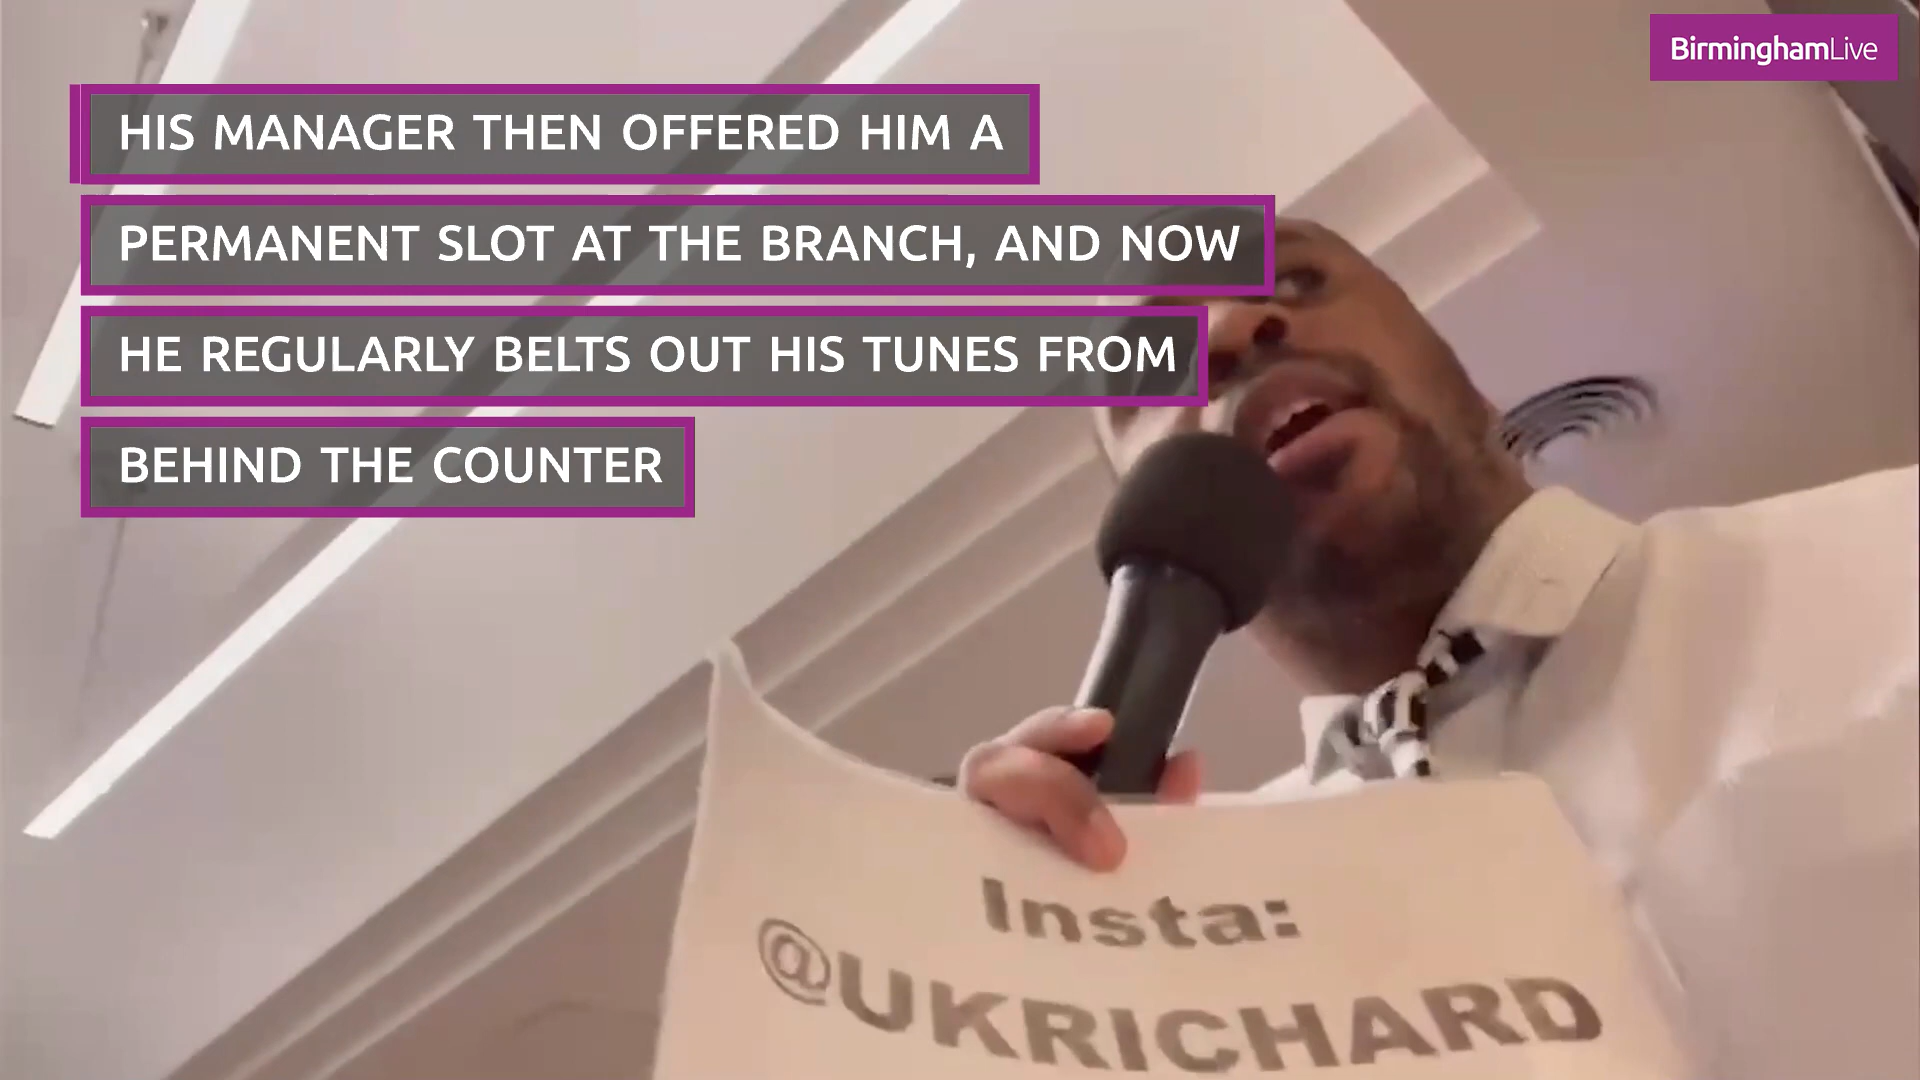 BirminghamLive
HIS MANAGER THEN OFFERED HIM A
PERMANENT SLOT AT THE BRANCH, AND NOW
HE REGULARLY BELTS OUT HIS TUNES FROM
BEHIND THE COUNTER
Insta:
@UKRICHARD